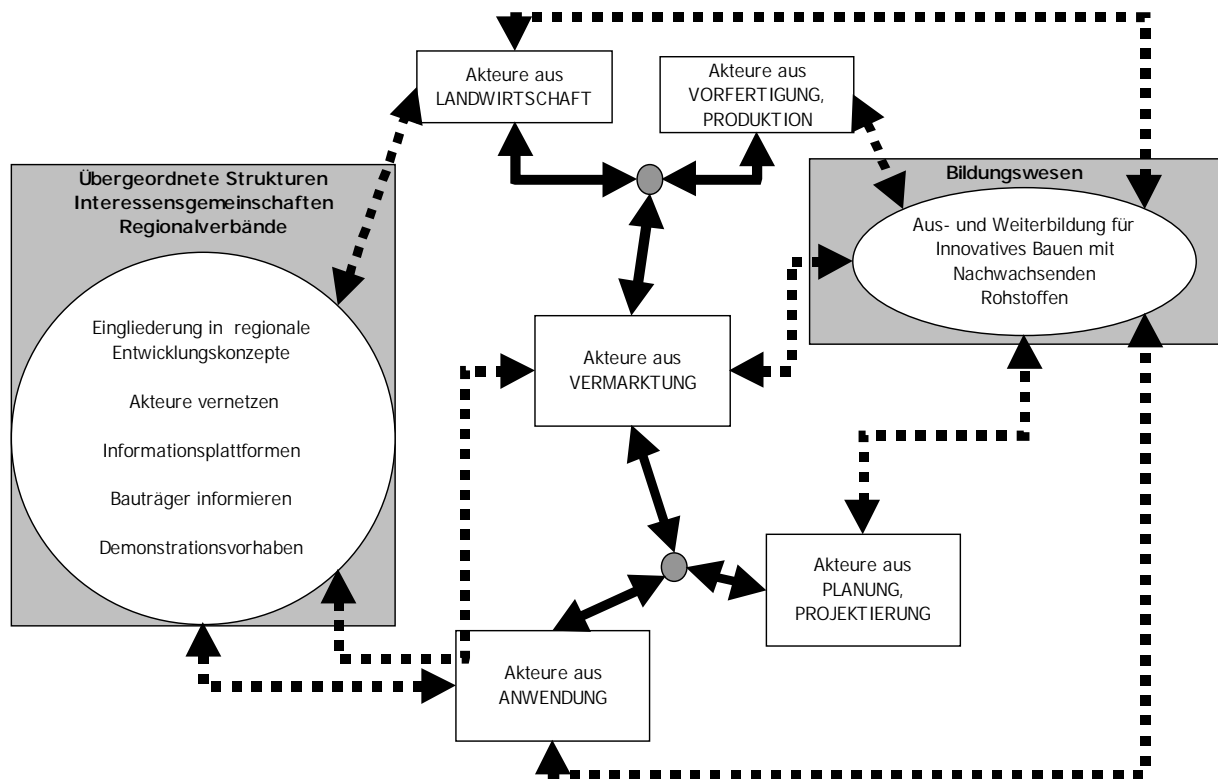 Akteure aus
LANDWIRTSCHAFT
Akteure aus
VORFERTIGUNG,
PRODUKTION
Übergeordnete Strukturen
Interessensgemeinschaften
Regionalverbände
Eingliederung in regionale
Entwicklungskonzepte
Akteure vernetzen
Informationsplattformen
Bauträger informieren
Demonstrationsvorhaben
Bildungswesen
Aus- und Weiterbildung für
Innovatives Bauen mit
Nachwachsenden
Rohstoffen
Akteure aus
VERMARKTUNG
Akteure aus
PLANUNG,
PROJEKTIERUNG
Akteure aus
ANWENDUNG